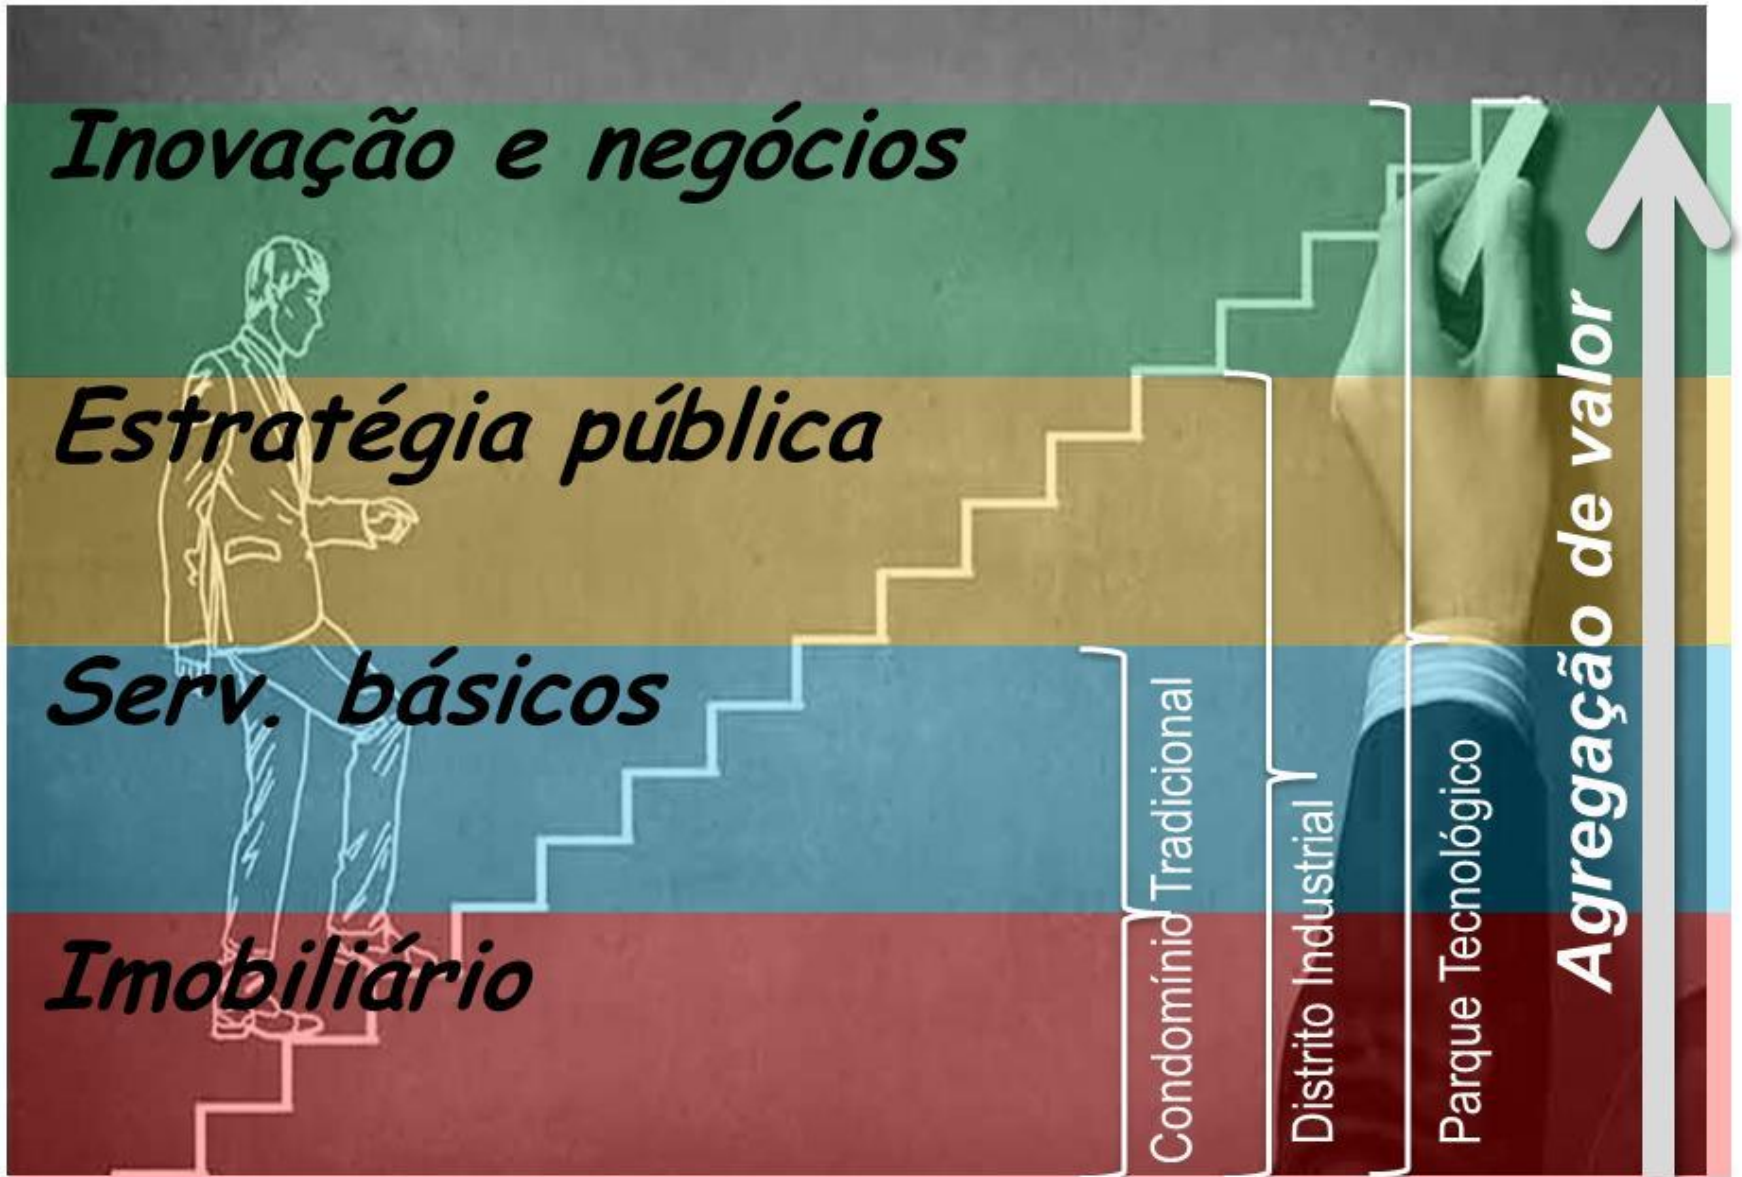 Inovação e negócios
Estratégia pública
Serv. básicos
Imobiliário
Condomínio Tradicional
Distrito Industrial
Parque Tecnológico
Agregação de valor